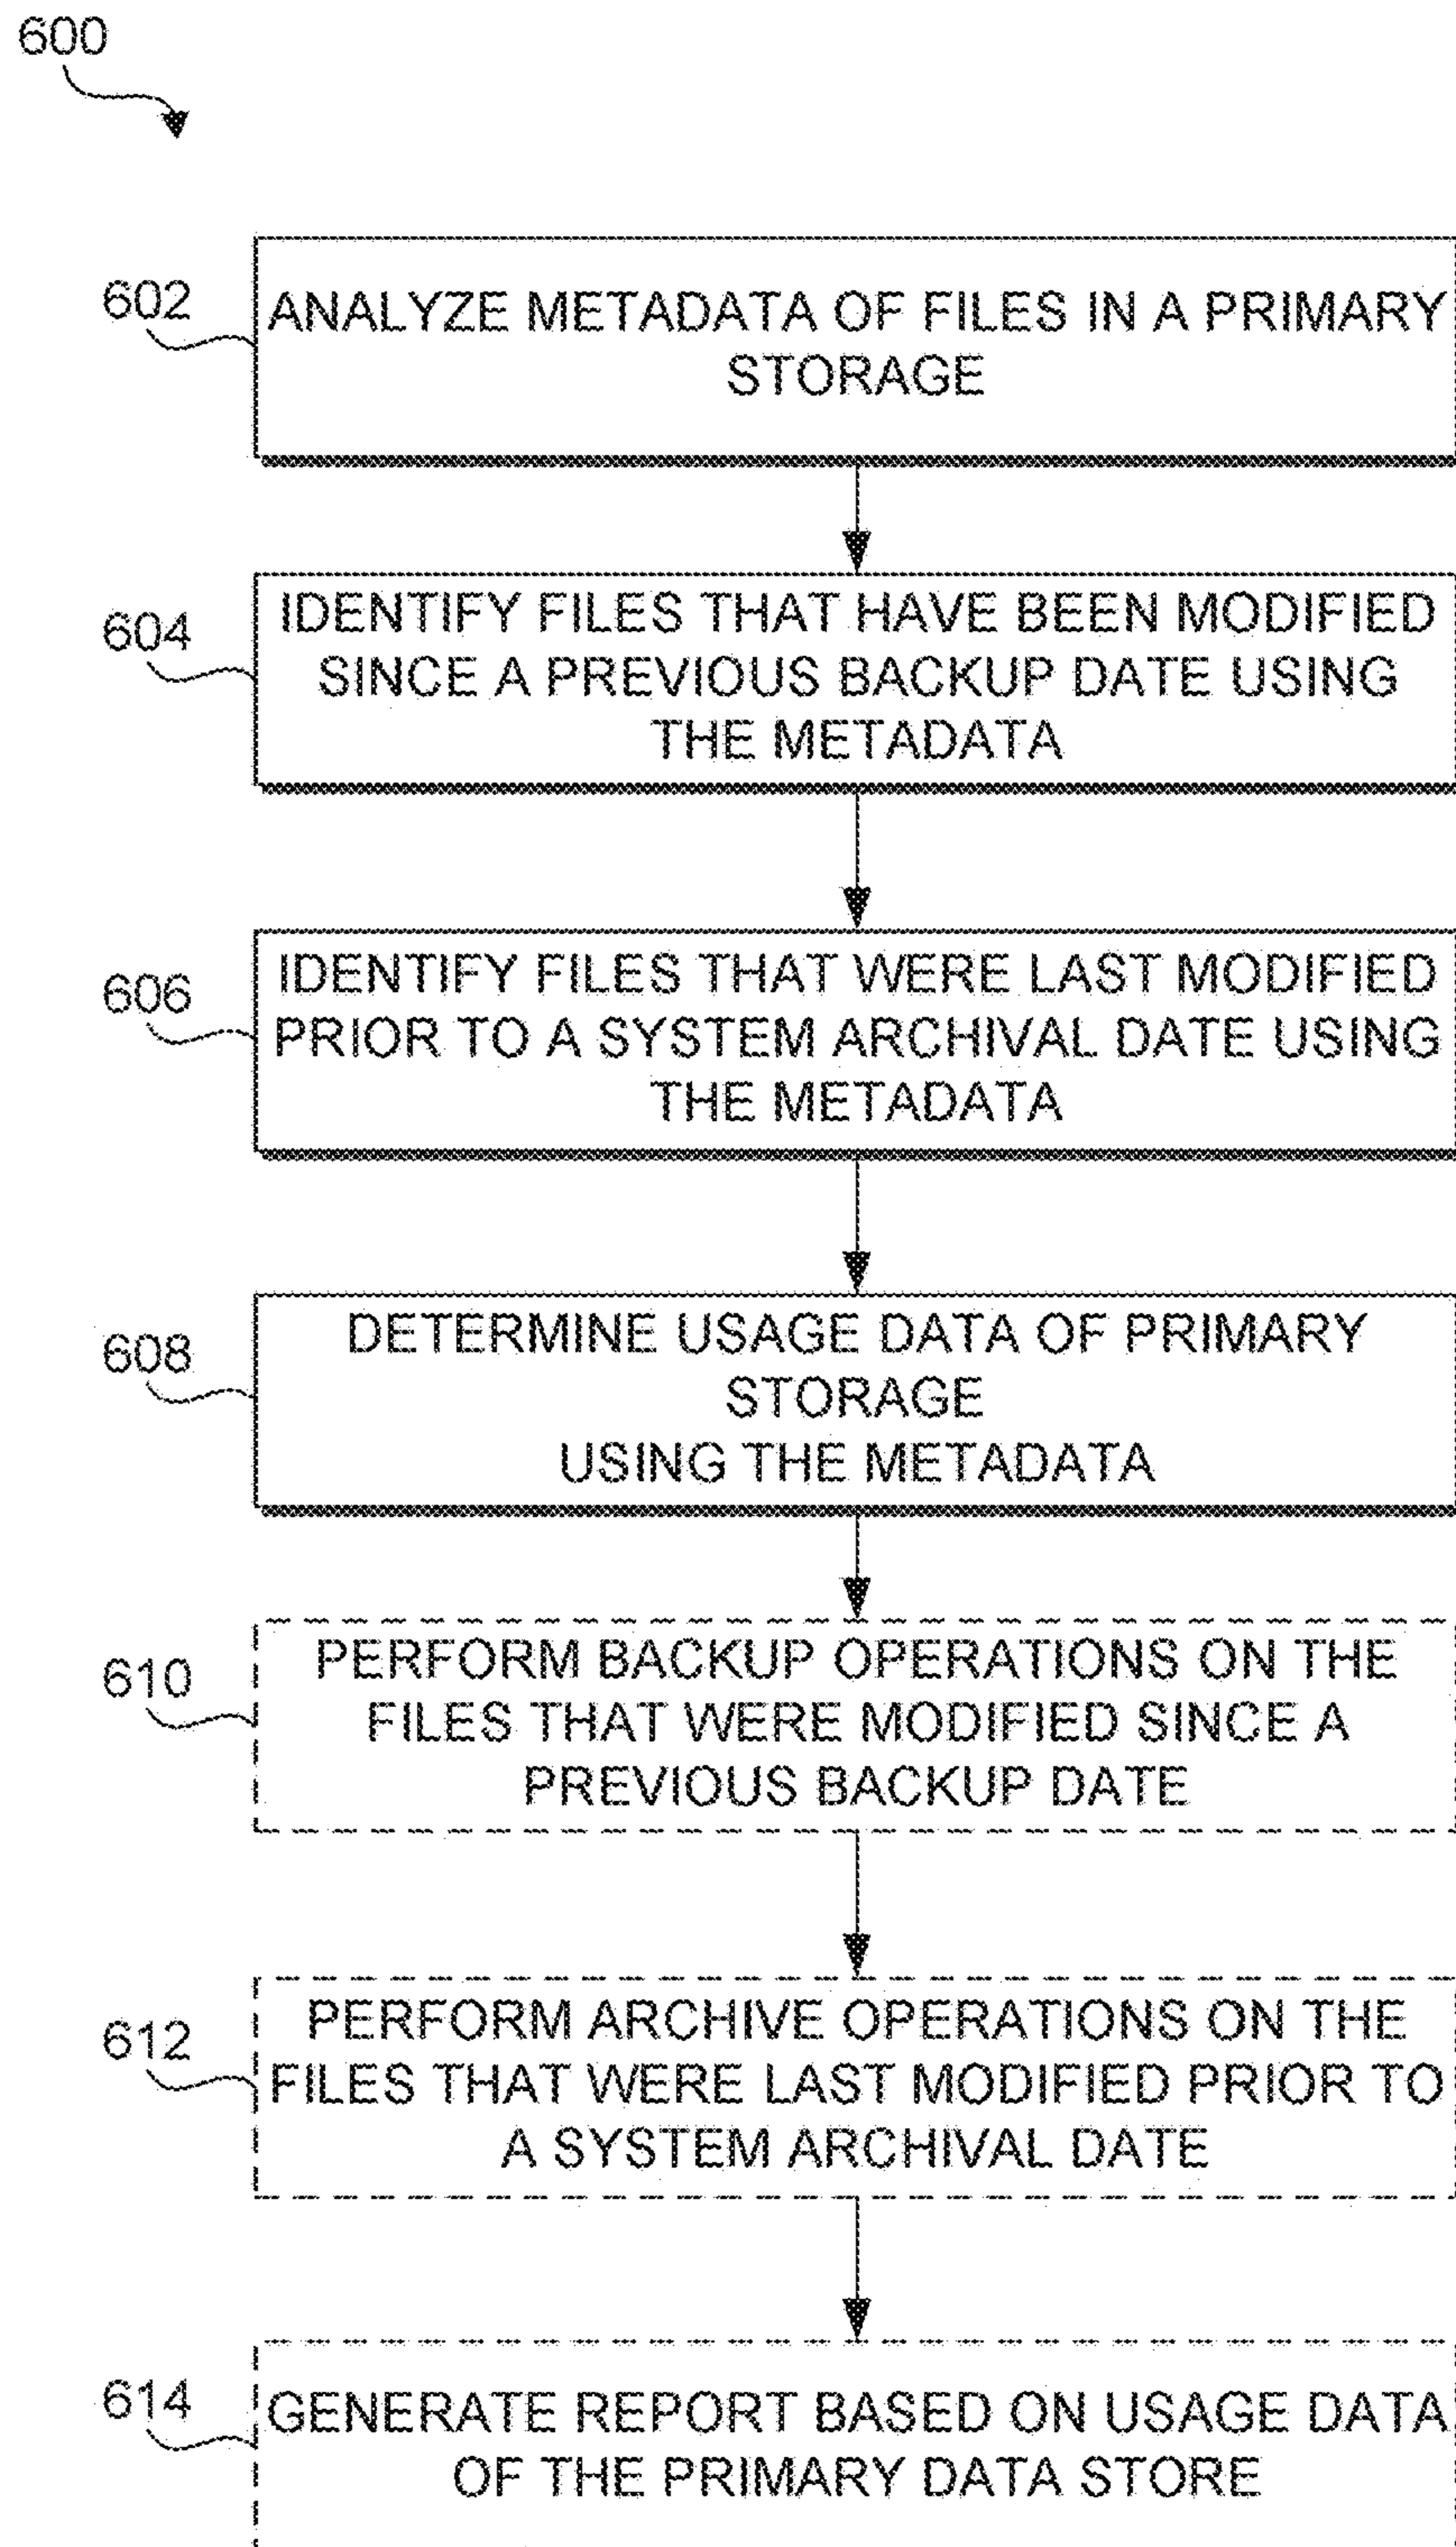 600
602
ANALYZE METADATA OF FILES IN A PRIMARY
STORAGE
604
IDENTIFY FILES THAT HAVE BEEN MODIFIED
SINCE A PREVIOUS BACKUP DATE USING
THE METADATA
606
IDENTIFY FILES THAT WERE LAST MODIFIED
PRIOR TO A SYSTEM ARCHIVAL DATE USING
THE METADATA
608
DETERMINE USAGE DATA OF PRIMARY
STORAGE
USING THE METADATA
610
PERFORM BACKUP OPERATIONS ON THE
FILES THAT WERE MODIFIED SINCE A
PREVIOUS BACKUP DATE
612
PERFORM ARCHIVE OPERATIONS ON THE
FILES THAT WERE LAST MODIFIED PRIOR TO
A SYSTEM ARCHIVAL DATE
614
GENERATE REPORT BASED ON USAGE DATA
OF THE PRIMARY DATA STORE